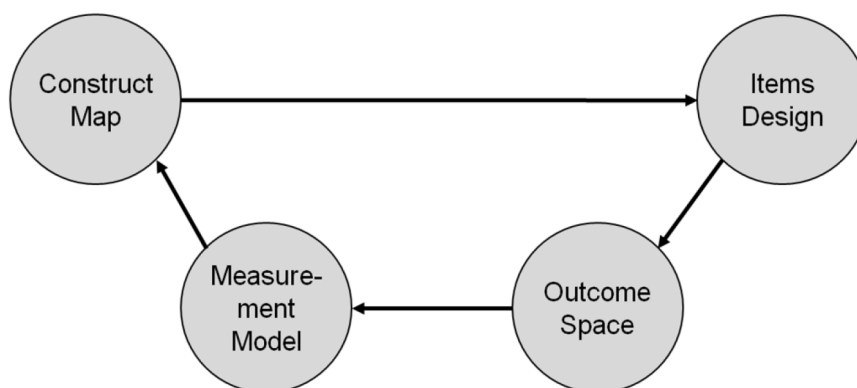 Construct
Map
Items
Design
Measure-
ment
Model
Outcome
Space